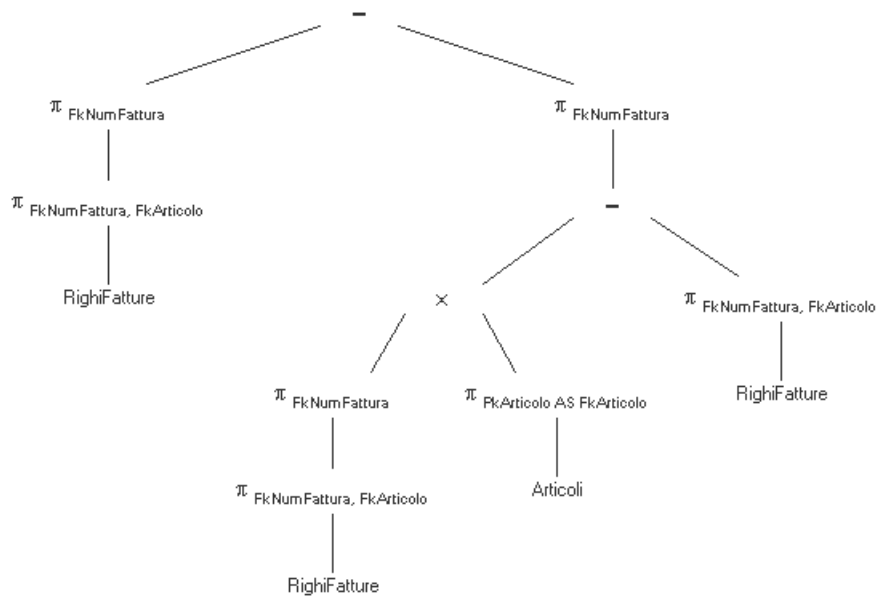 −
π FkNumFattura π FkNumFattura
π FkNumFattura, FkArticolo −
RighiFatture × π FkNumFattura, FkArticolo
π FkNumFattura π PkArticolo AS FkArticolo RighiFatture
π FkNumFattura, FkArticolo Articoli
RighiFatture